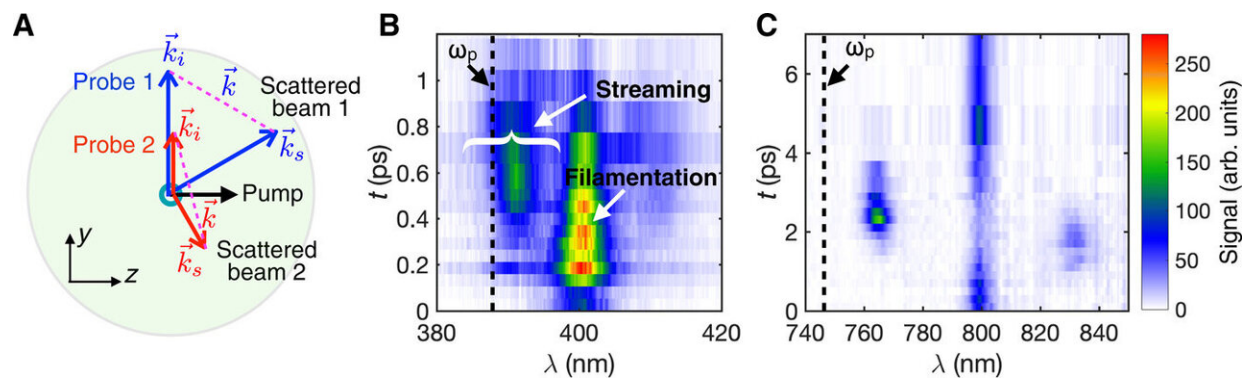 A
k⃗i
Probe 1
k⃗
Scattered
beam 1
k⃗i
Probe 2
k⃗s
Pump
k⃗
y
k⃗s
Scattered
beam 2
z
B
ωp
Streaming
Filamentation
t (ps)
1
0.8
0.6
0.4
0.2
0
380
400
420
λ (nm)
C
ωp
t (ps)
6
4
2
0
740
760
780
800
820
840
λ (nm)
250
200
150
100
50
0
Signal (arb. units)